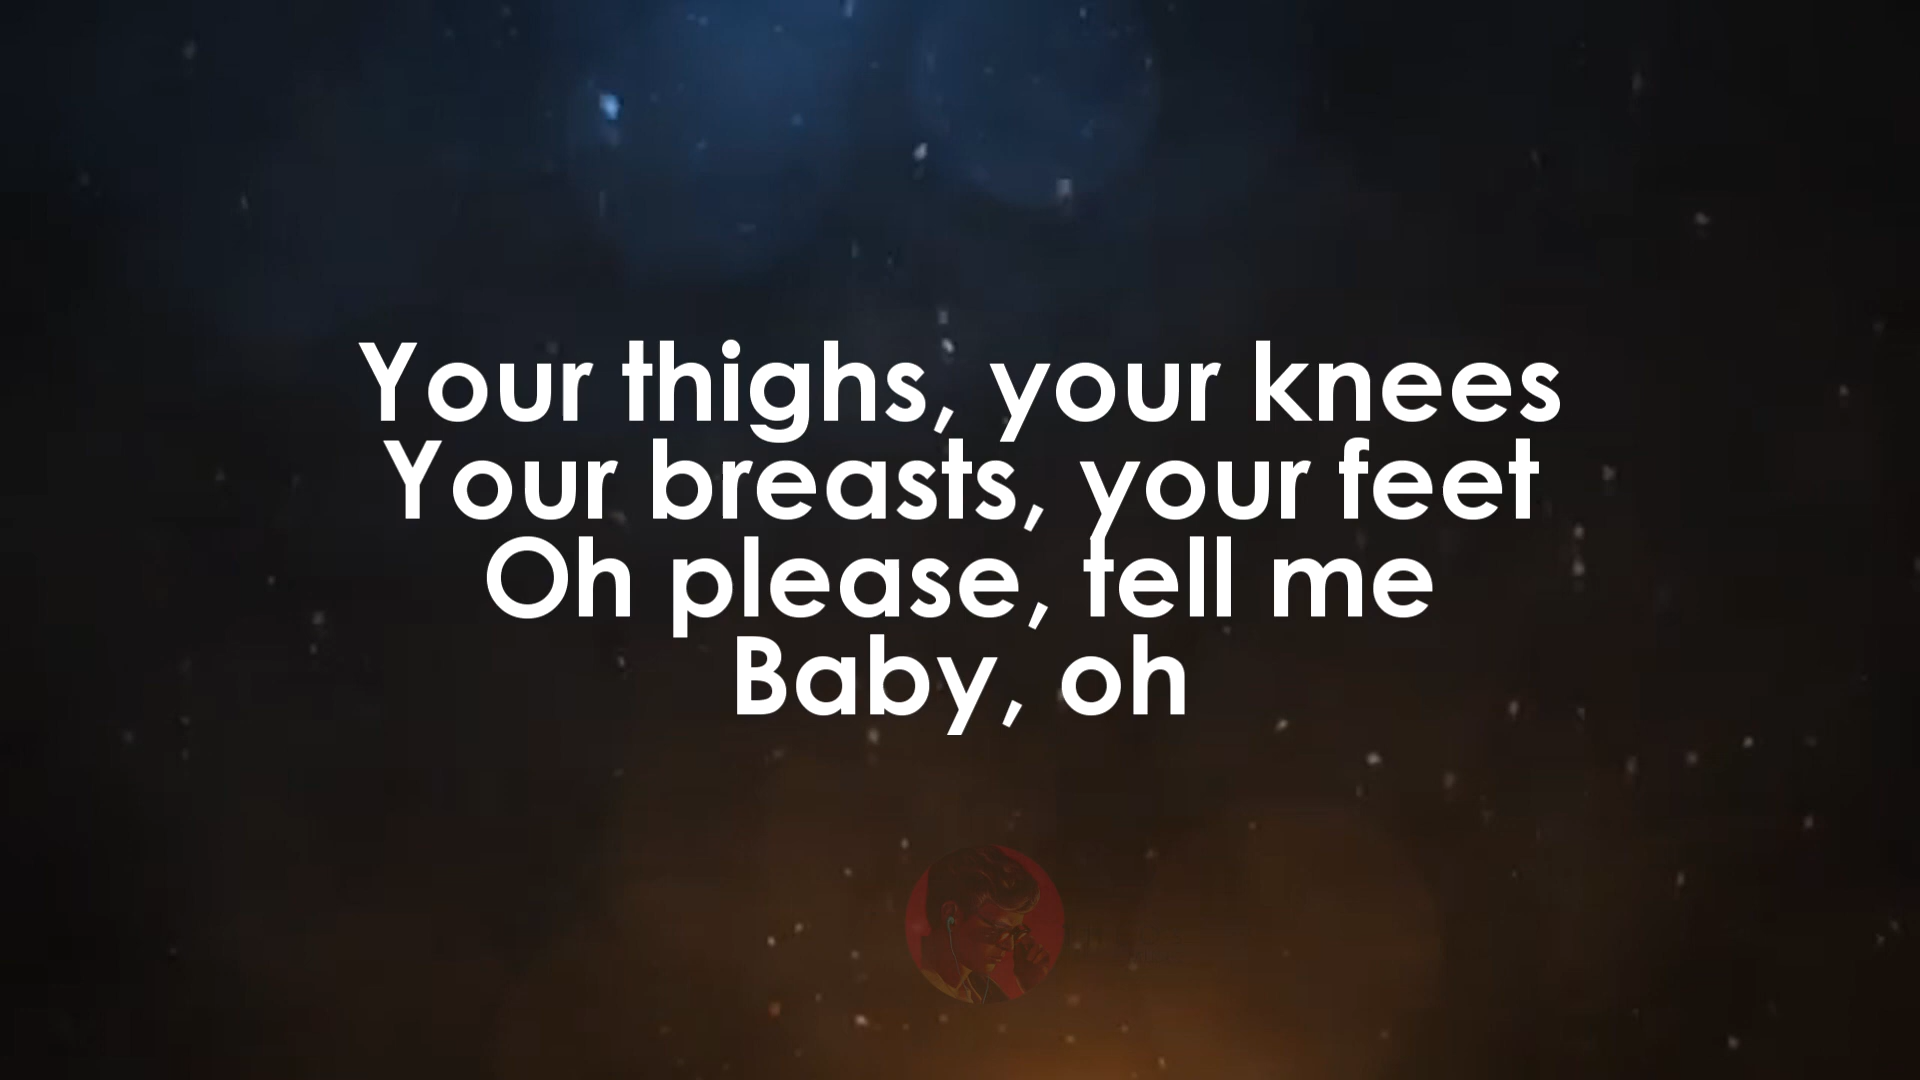 Your thighs, your knees
Your breasts, your feet
Oh please, tell me
Baby, oh